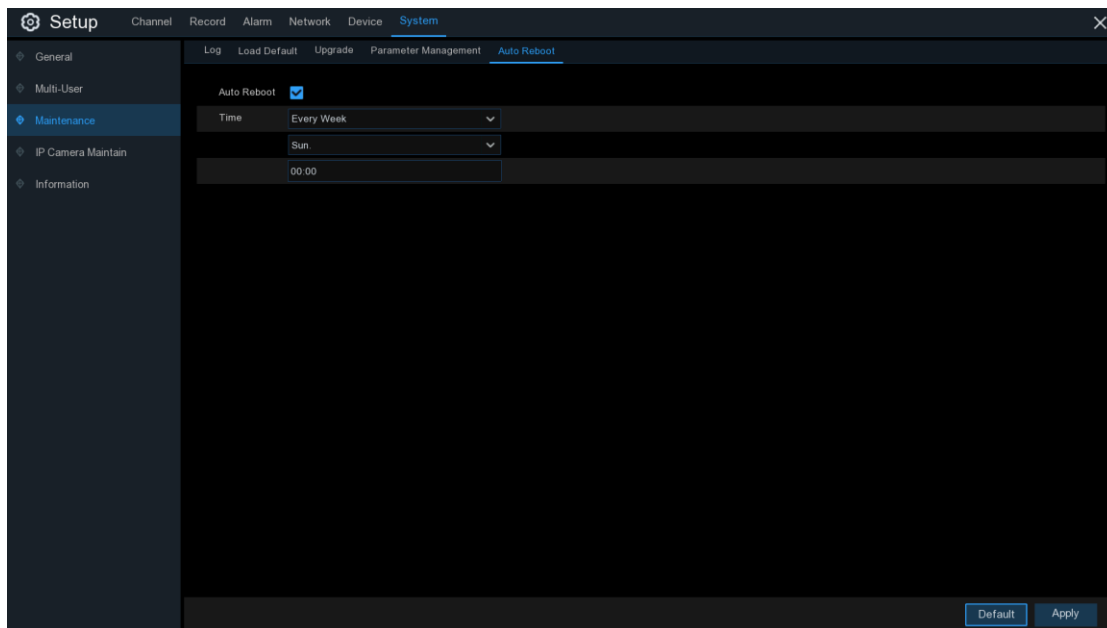 Setup Channel Record Alarm Network Device System
General
Multi-User
Maintenance
IP Camera Maintain
Information
Log Load Default Upgrade Parameter Management Auto Reboot
Auto Reboot
Time Every Week
Sun.
00:00
Default Apply